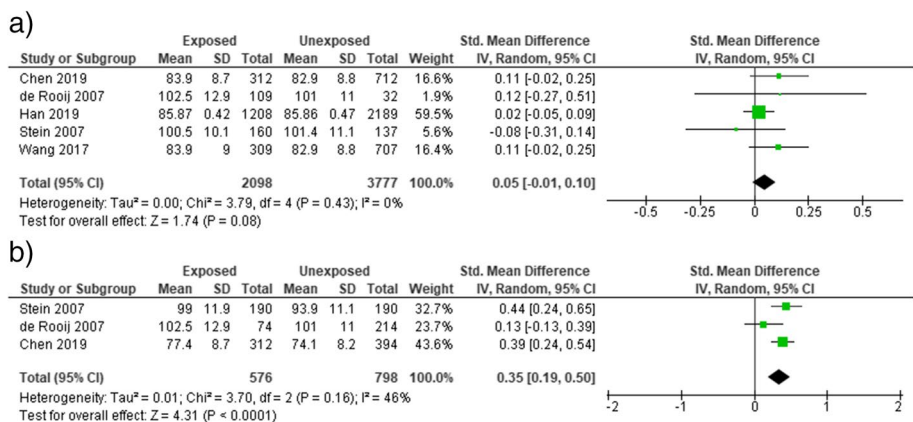 a)
Exposed Unexposed Std. Mean Difference Std. Mean Difference
Study or Subgroup Mean SD Total Mean SD Total Weight IV, Random, 95% CI IV, Random, 95% CI
Chen 2019 83.9 8.7 312 82.9 8.8 712 16.6% 0.11 [-0.02, 0.25]
de Rooij 2007 102.5 12.9 109 101 11 32 1.9% 0.12 [-0.27, 0.51]
Han 2019 85.87 0.42 1208 85.86 0.47 2189 59.5% 0.02 [-0.05, 0.09]
Stein 2007 100.5 10.1 160 101.4 11.1 137 5.6% -0.08 [-0.31, 0.14]
Wang 2017 83.9 9 309 82.9 8.8 707 16.4% 0.11 [-0.02, 0.25]
Total (95% CI) 2098 3777 100.0% 0.05 [-0.01, 0.10]
Heterogeneity: Tau² = 0.00; Chi² = 3.79, df = 4 (P = 0.43); I² = 0%
Test for overall effect: Z = 1.74 (P = 0.08)
-0.5 -0.25 0 0.25 0.5
b)
Exposed Unexposed Std. Mean Difference Std. Mean Difference
Study or Subgroup Mean SD Total Mean SD Total Weight IV, Random, 95% CI IV, Random, 95% CI
Stein 2007 99 11.9 190 93.9 11.1 190 32.7% 0.44 [0.24, 0.65]
de Rooij 2007 102.5 12.9 74 101 11 214 23.7% 0.13 [-0.13, 0.39]
Chen 2019 77.4 8.7 312 74.1 8.2 394 43.6% 0.39 [0.24, 0.54]
Total (95% CI) 576 798 100.0% 0.35 [0.19, 0.50]
Heterogeneity: Tau² = 0.01; Chi² = 3.70, df = 2 (P = 0.16); I² = 46%
Test for overall effect: Z = 4.31 (P < 0.0001)
-2 -1 0 1 2